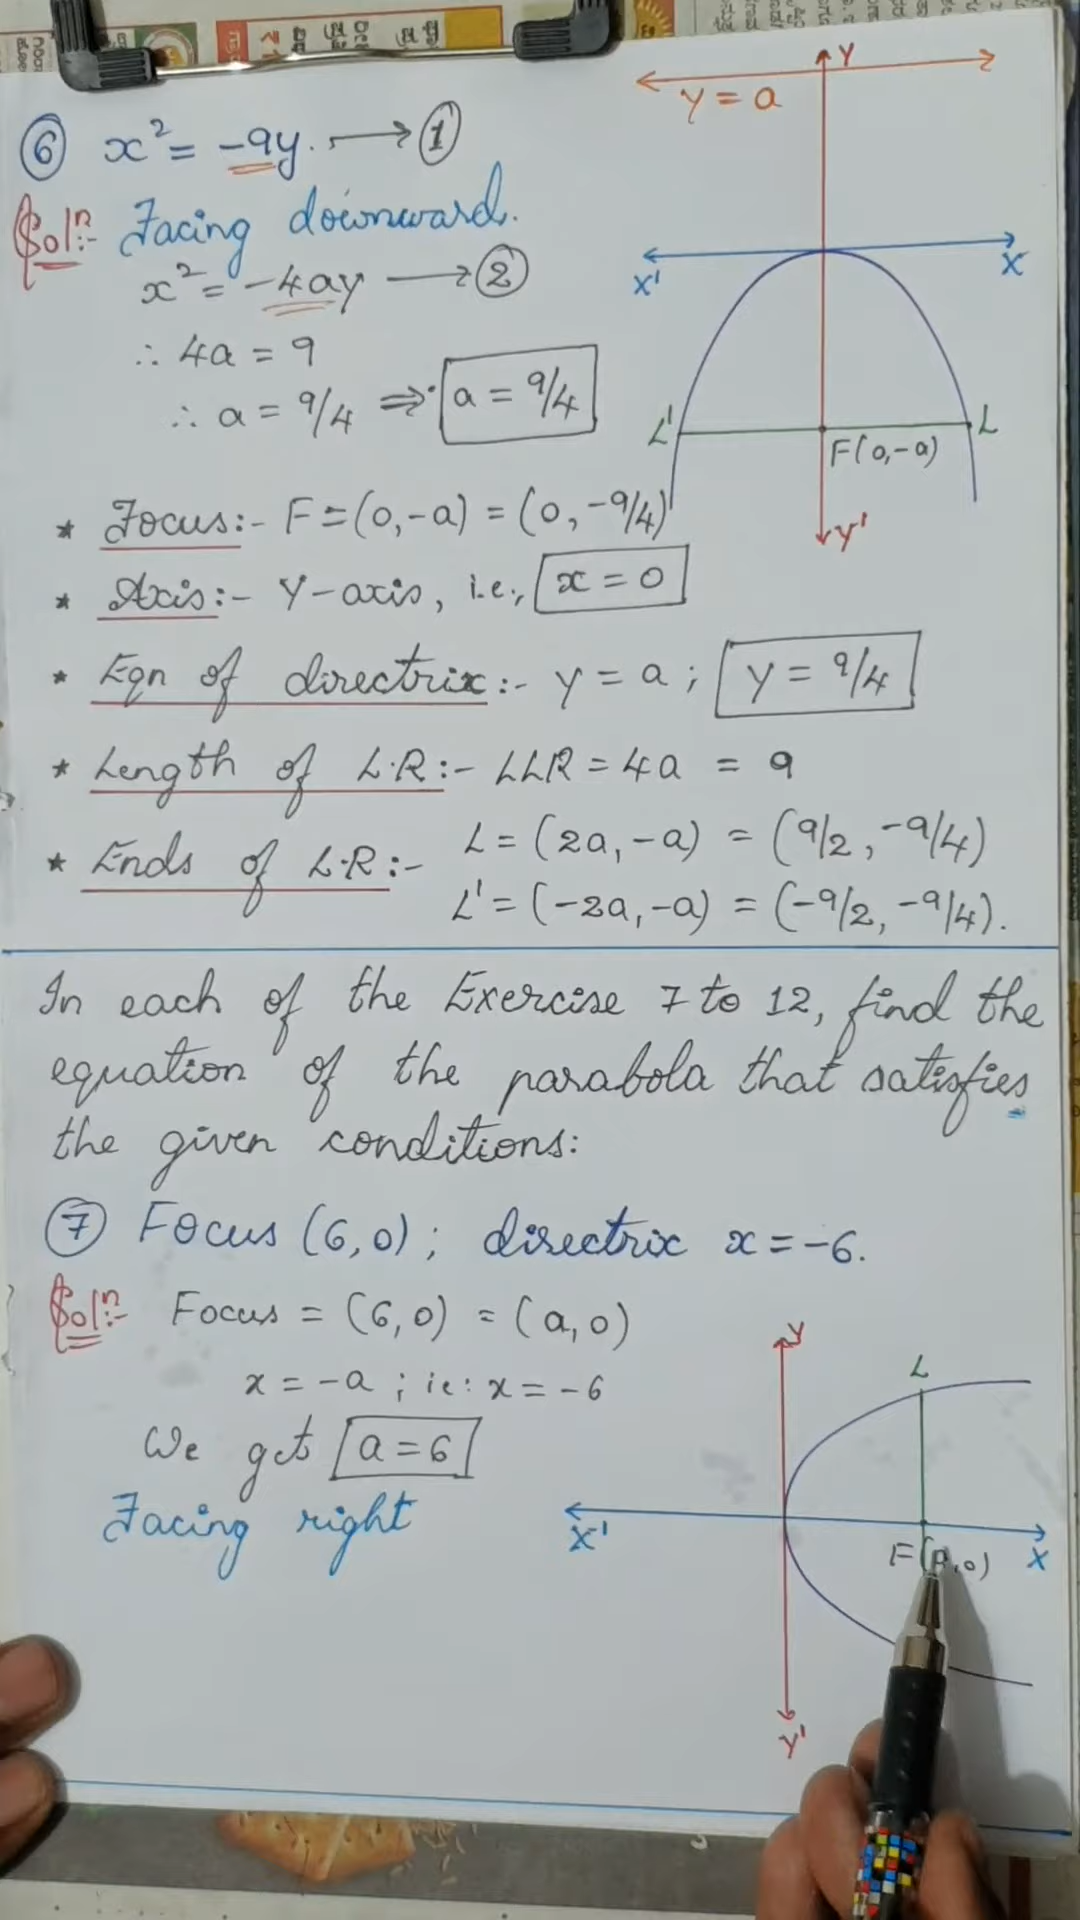 ⑥ x² = -9y. ⟶ ①
Solⁿ:- Facing downward.
x² = -4ay ⟶ ②
∴ 4a = 9
∴ a = 9/4 ⇒ a = 9/4
Y
y = a
X'
X
L'
L
F(0,-a)
Y'
* Focus:- F = (0,-a) = (0,-9/4)
* Axis:- Y-axis, i.e., x = 0
* Eqn of directrix:- y = a ; y = 9/4
* Length of L.R:- LLR = 4a = 9
* Ends of L.R:- L = (2a,-a) = (9/2, -9/4)
L' = (-2a,-a) = (-9/2, -9/4).
In each of the Exercise 7 to 12, find the
equation of the parabola that satisfies
the given conditions:
⑦ Focus (6,0); directrix x = -6.
Solⁿ:- Focus = (6,0) = (a,0)
x = -a ; ie: x = -6
We get a = 6
Facing right
Y
L
X'
X
F(a,0)
Y'